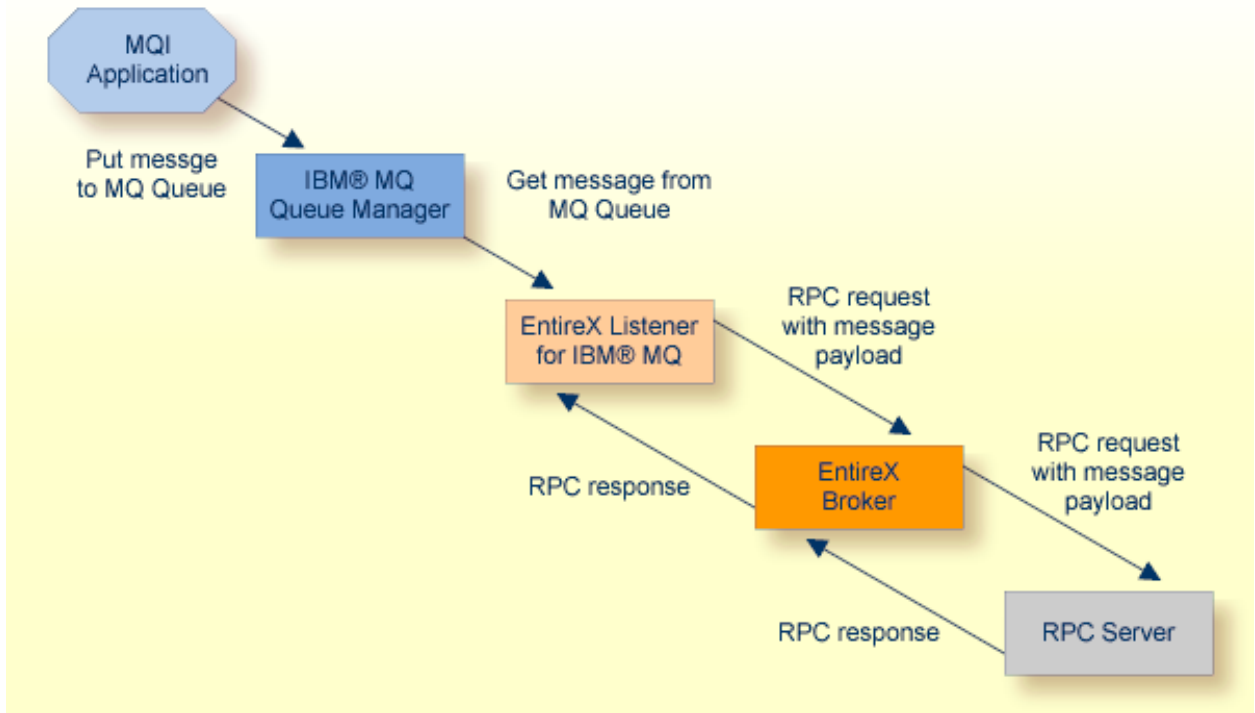 MQI
Application
Put messge
to MQ Queue
IBM® MQ
Queue Manager
Get message from
MQ Queue
EntireX Listener
for IBM® MQ
RPC request
with message
payload
RPC response
EntireX
Broker
RPC request
with message
payload
RPC response
RPC Server